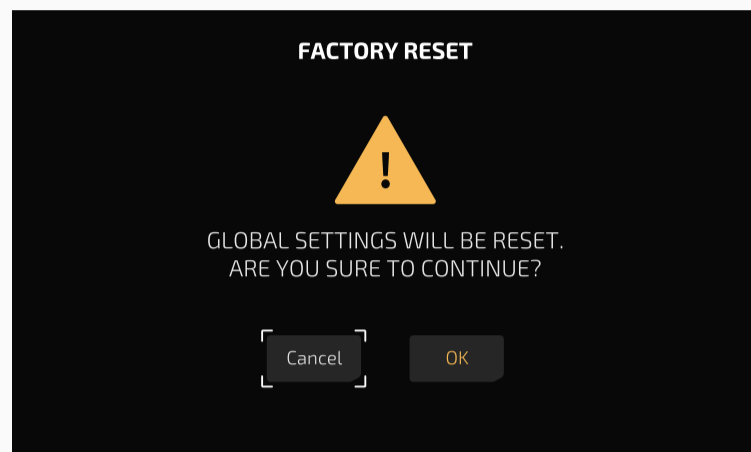 FACTORY RESET
!
GLOBAL SETTINGS WILL BE RESET.
ARE YOU SURE TO CONTINUE?
Cancel
OK